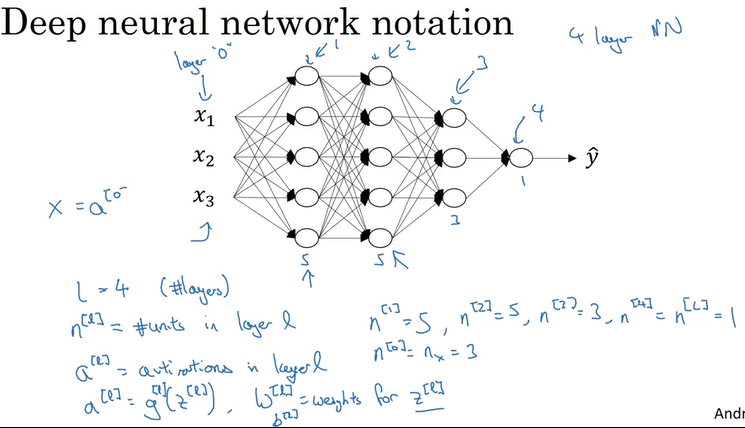 Deep neural network notation
4 layer NN
layer "0"
1
2
3
4
x₁
x₂
x₃
ŷ
1
3
5
5
X = a^[0]
L = 4 (#layers)
n^[l] = #units in layer l
n^[1] = 5, n^[2] = 5, n^[3] = 3, n^[4] = n^[L] = 1
n^[0] = n_x = 3
a^[l] = activations in layer l
a^[l] = g^[l](z^[l]), W^[l] = weights for z^[l]
b^[l]
Andr